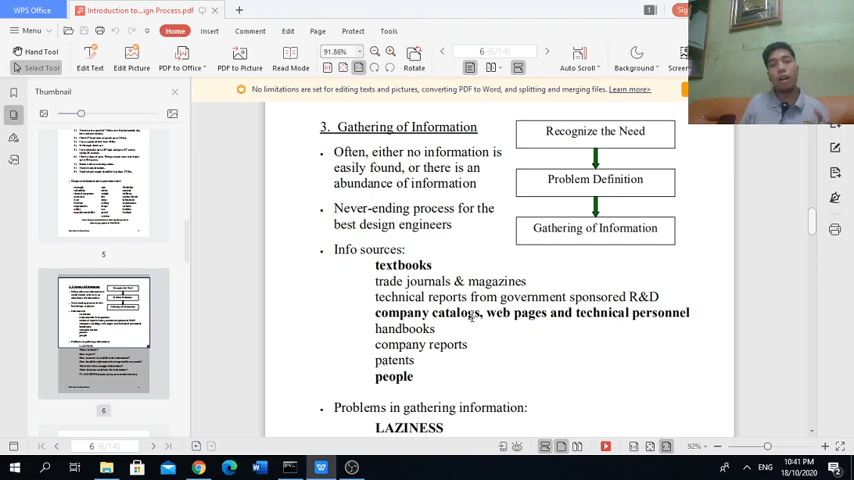 WPS Office
Introduction to...ign Process.pdf
1
Menu
Home
Insert
Comment
Edit
Page
Protect
Tools
Hand Tool
Select Tool
Edit Text
Edit Picture
PDF to Office
PDF to Picture
Read Mode
91.86%
6 (6/14)
Rotate
Auto Scroll
Background
Thumbnail
No limitations are set for editing texts and pictures, converting PDF to Word, and splitting and merging files. Learn more>>
5
6
3. Gathering of Information
• Often, either no information is
easily found, or there is an
abundance of information
• Never-ending process for the
best design engineers
• Info sources:
textbooks
trade journals & magazines
technical reports from government sponsored R&D
company catalogs, web pages and technical personnel
handbooks
company reports
patents
people
• Problems in gathering information:
LAZINESS
Recognize the Need
Problem Definition
Gathering of Information
6 (6/14)
92%
ENG
10:41 PM
18/10/2020